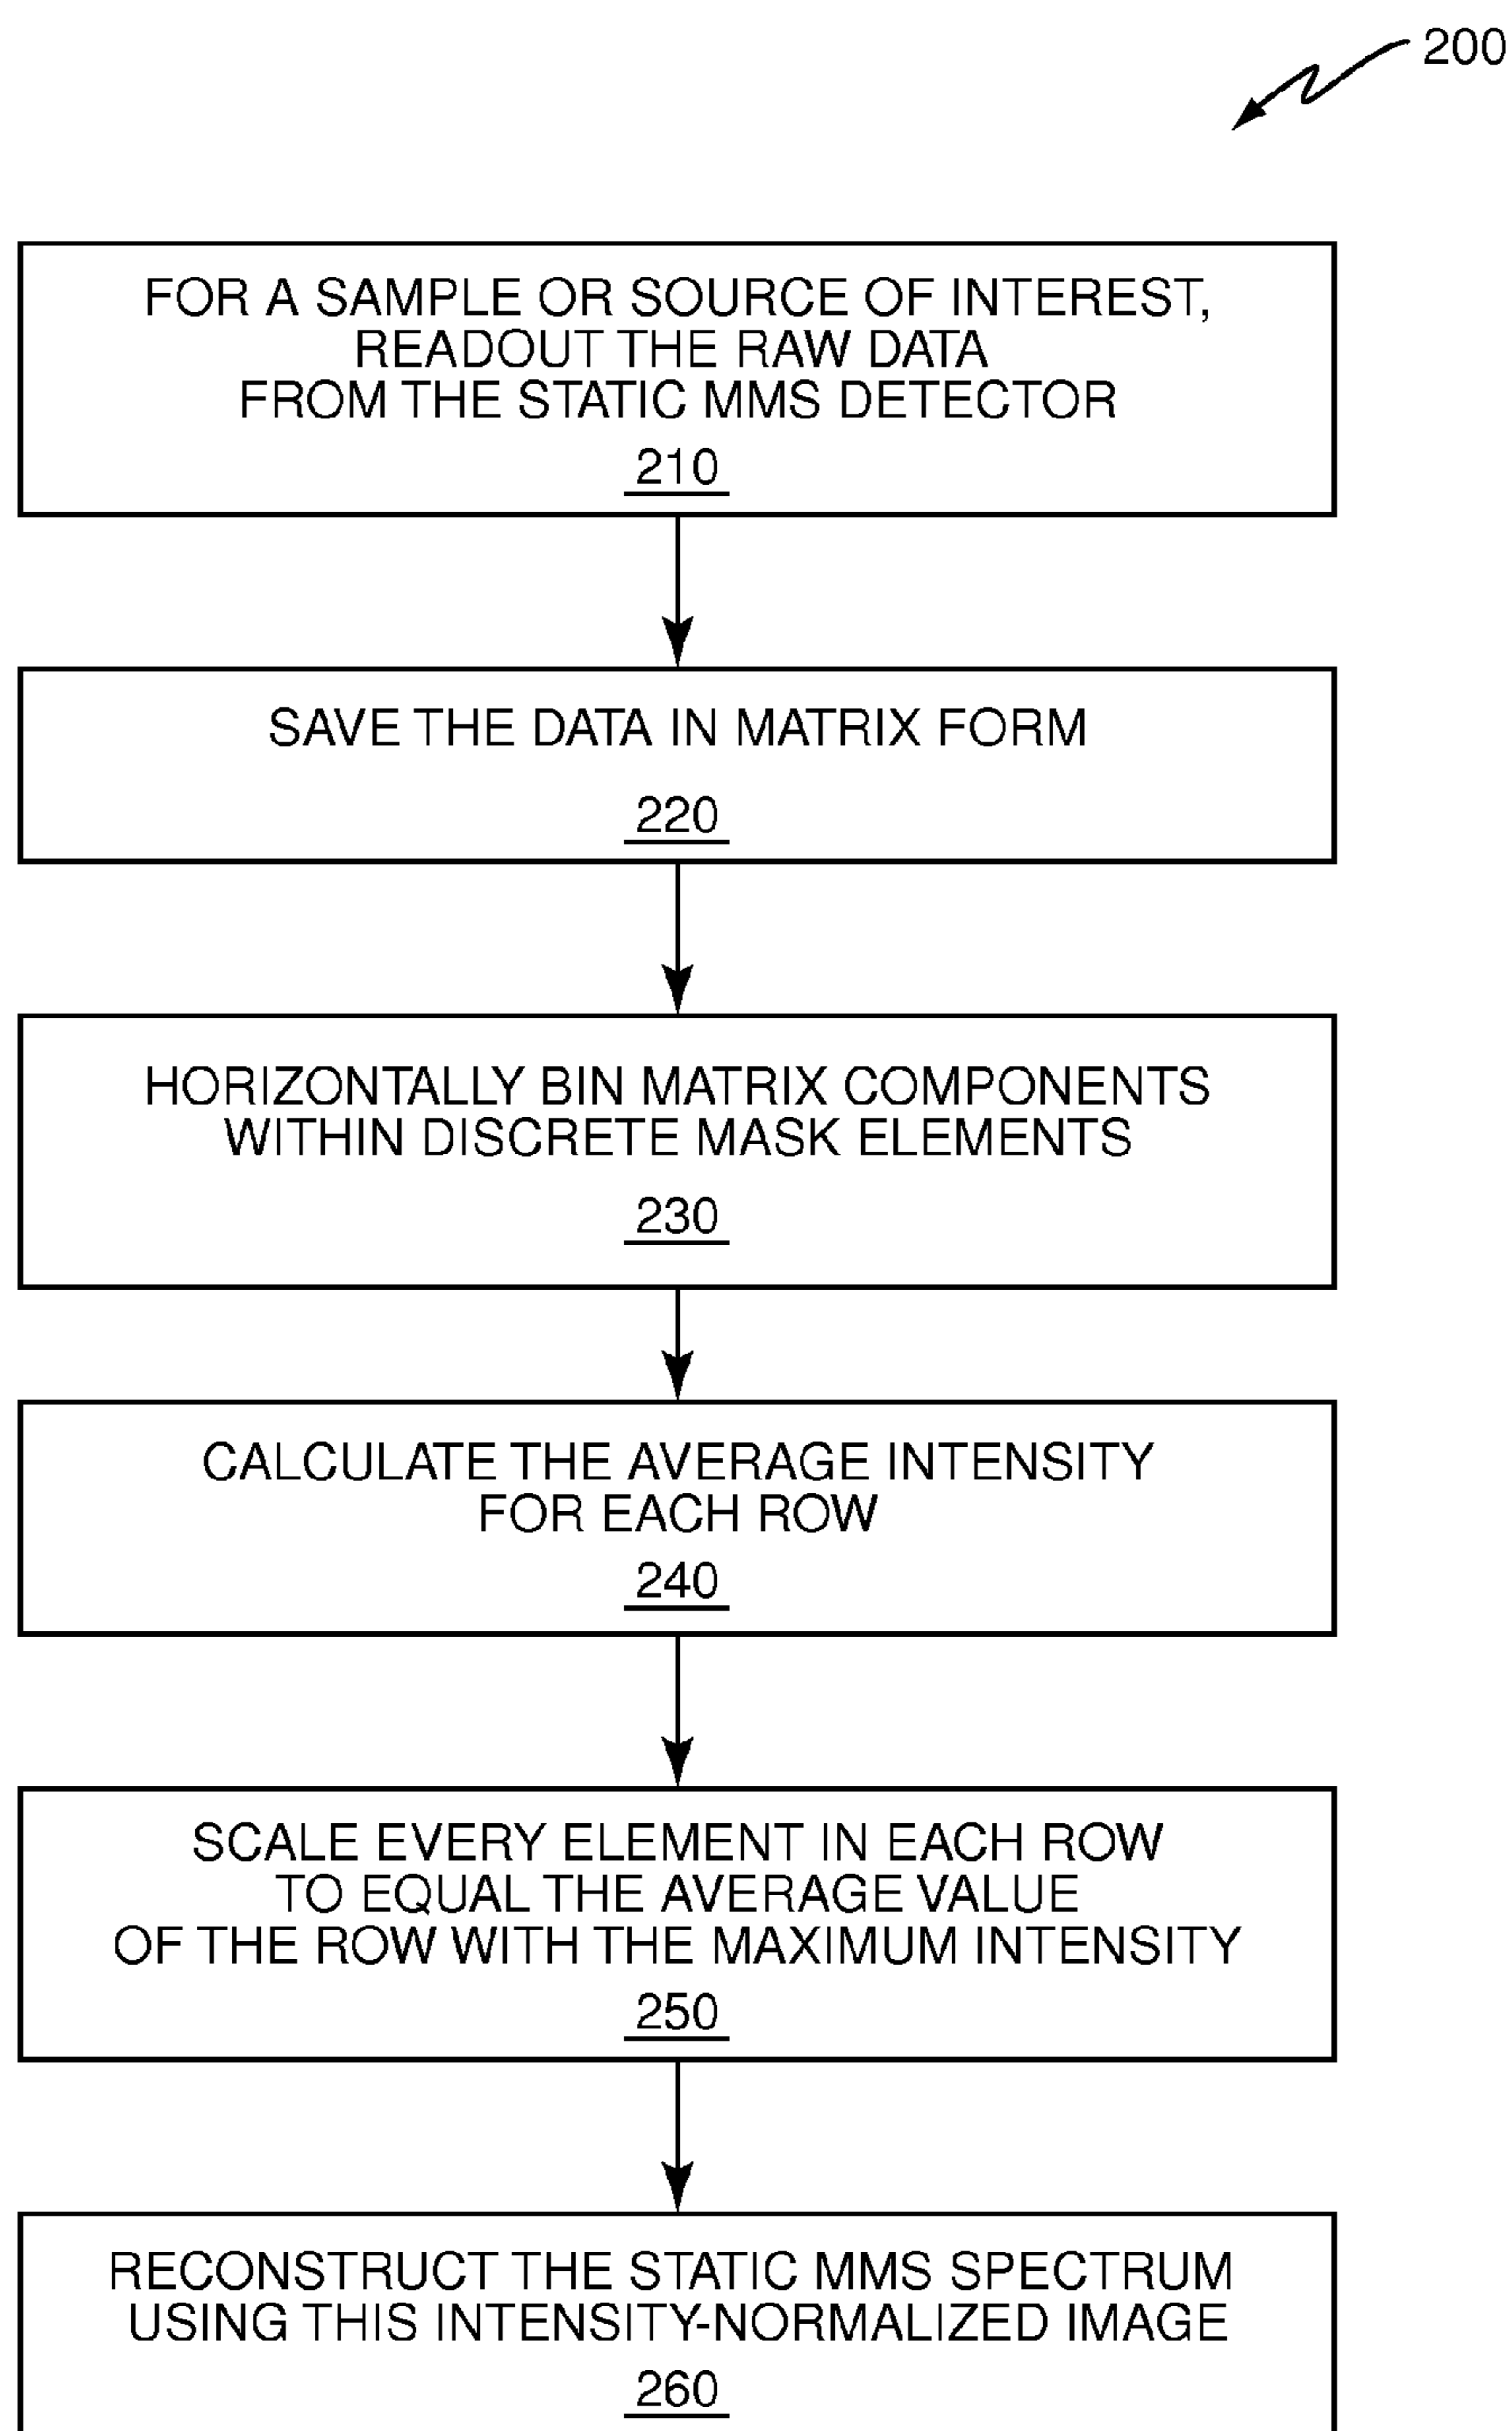 200
FOR A SAMPLE OR SOURCE OF INTEREST,
READOUT THE RAW DATA
FROM THE STATIC MMS DETECTOR
210
SAVE THE DATA IN MATRIX FORM
220
HORIZONTALLY BIN MATRIX COMPONENTS
WITHIN DISCRETE MASK ELEMENTS
230
CALCULATE THE AVERAGE INTENSITY
FOR EACH ROW
240
SCALE EVERY ELEMENT IN EACH ROW
TO EQUAL THE AVERAGE VALUE
OF THE ROW WITH THE MAXIMUM INTENSITY
250
RECONSTRUCT THE STATIC MMS SPECTRUM
USING THIS INTENSITY-NORMALIZED IMAGE
260